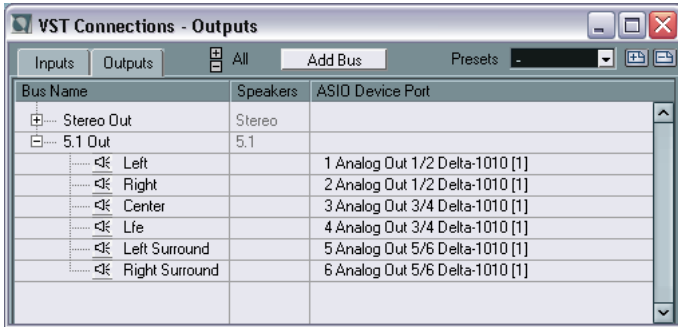 VST Connections - Outputs
Inputs Outputs All Add Bus Presets -
Bus Name Speakers ASIO Device Port
Stereo Out Stereo
5.1 Out 5.1
Left 1 Analog Out 1/2 Delta-1010 [1]
Right 2 Analog Out 1/2 Delta-1010 [1]
Center 3 Analog Out 3/4 Delta-1010 [1]
Lfe 4 Analog Out 3/4 Delta-1010 [1]
Left Surround 5 Analog Out 5/6 Delta-1010 [1]
Right Surround 6 Analog Out 5/6 Delta-1010 [1]